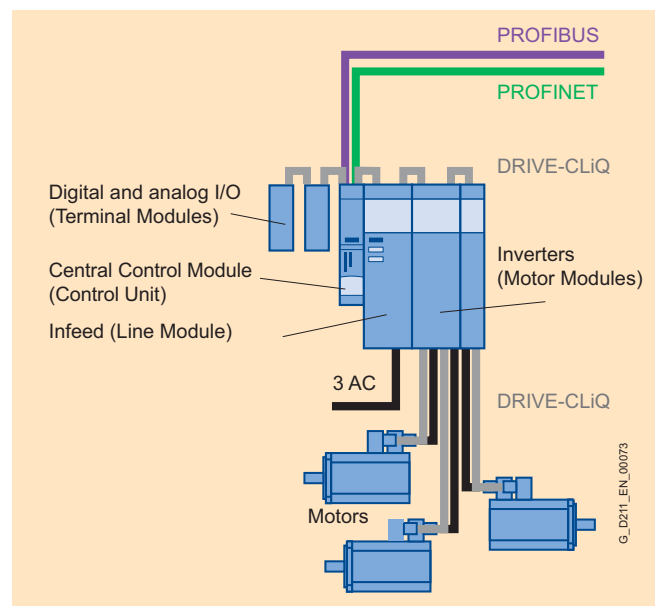 PROFIBUS
PROFINET
DRIVE-CLiQ
Digital and analog I/O
(Terminal Modules)
Central Control Module
(Control Unit)
Infeed (Line Module)
Inverters
(Motor Modules)
3 AC
DRIVE-CLiQ
Motors
G_D211_EN_00073